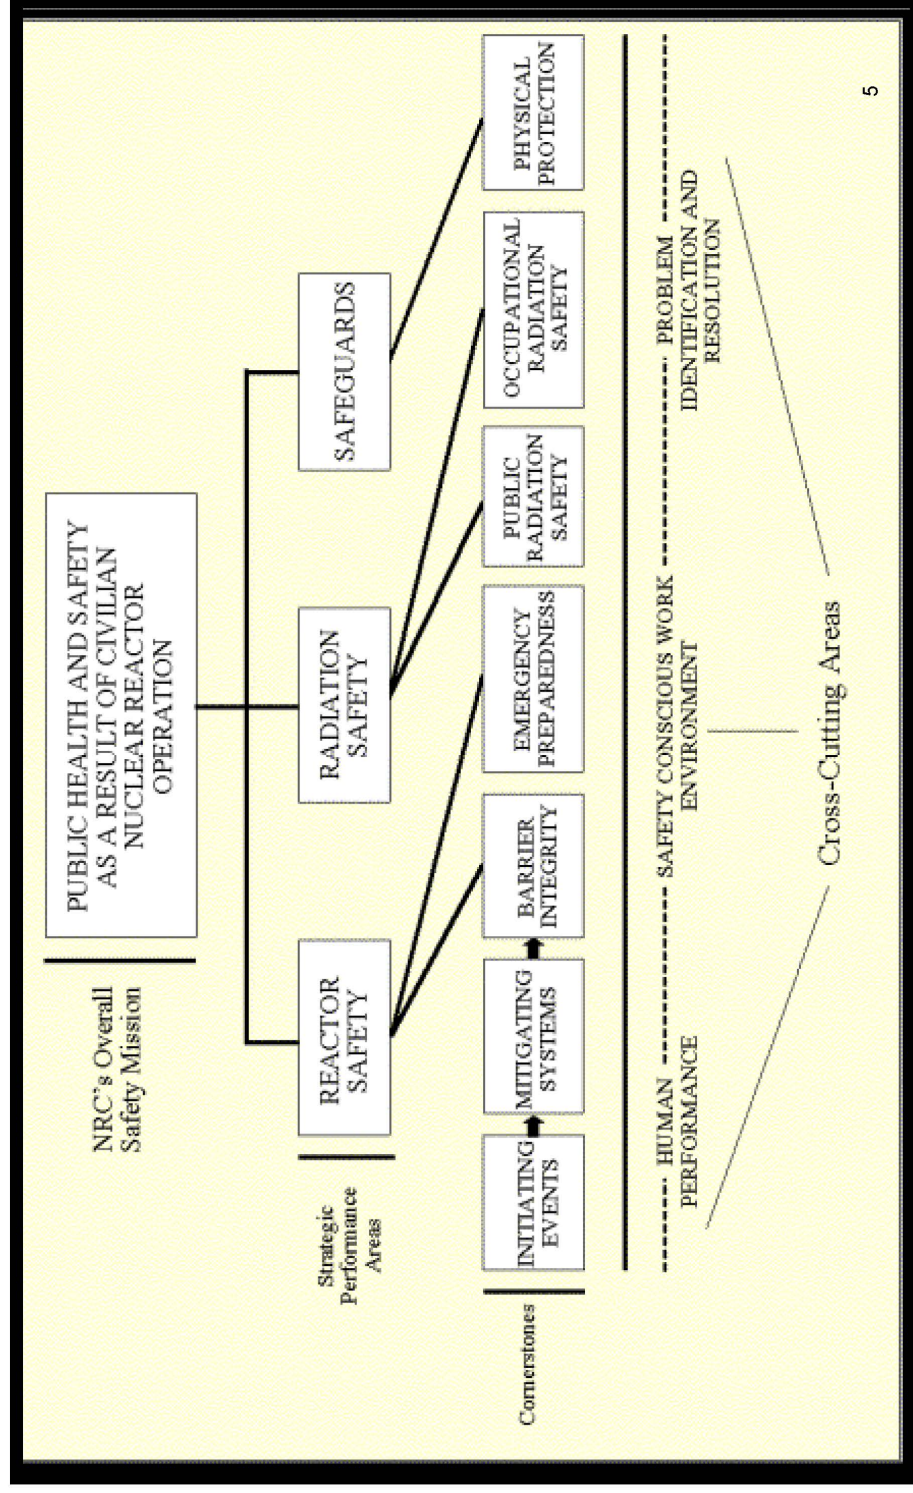 NRC's Overall
Safety Mission
PUBLIC HEALTH AND SAFETY
AS A RESULT OF CIVILIAN
NUCLEAR REACTOR
OPERATION
Strategic
Performance
Areas
REACTOR
SAFETY
RADIATION
SAFETY
SAFEGUARDS
Cornerstones
INITIATING
EVENTS
MITIGATING
SYSTEMS
BARRIER
INTEGRITY
EMERGENCY
PREPAREDNESS
PUBLIC
RADIATION
SAFETY
OCCUPATIONAL
RADIATION
SAFETY
PHYSICAL
PROTECTION
HUMAN
PERFORMANCE
SAFETY CONSCIOUS WORK
ENVIRONMENT
PROBLEM
IDENTIFICATION AND
RESOLUTION
Cross-Cutting Areas
5